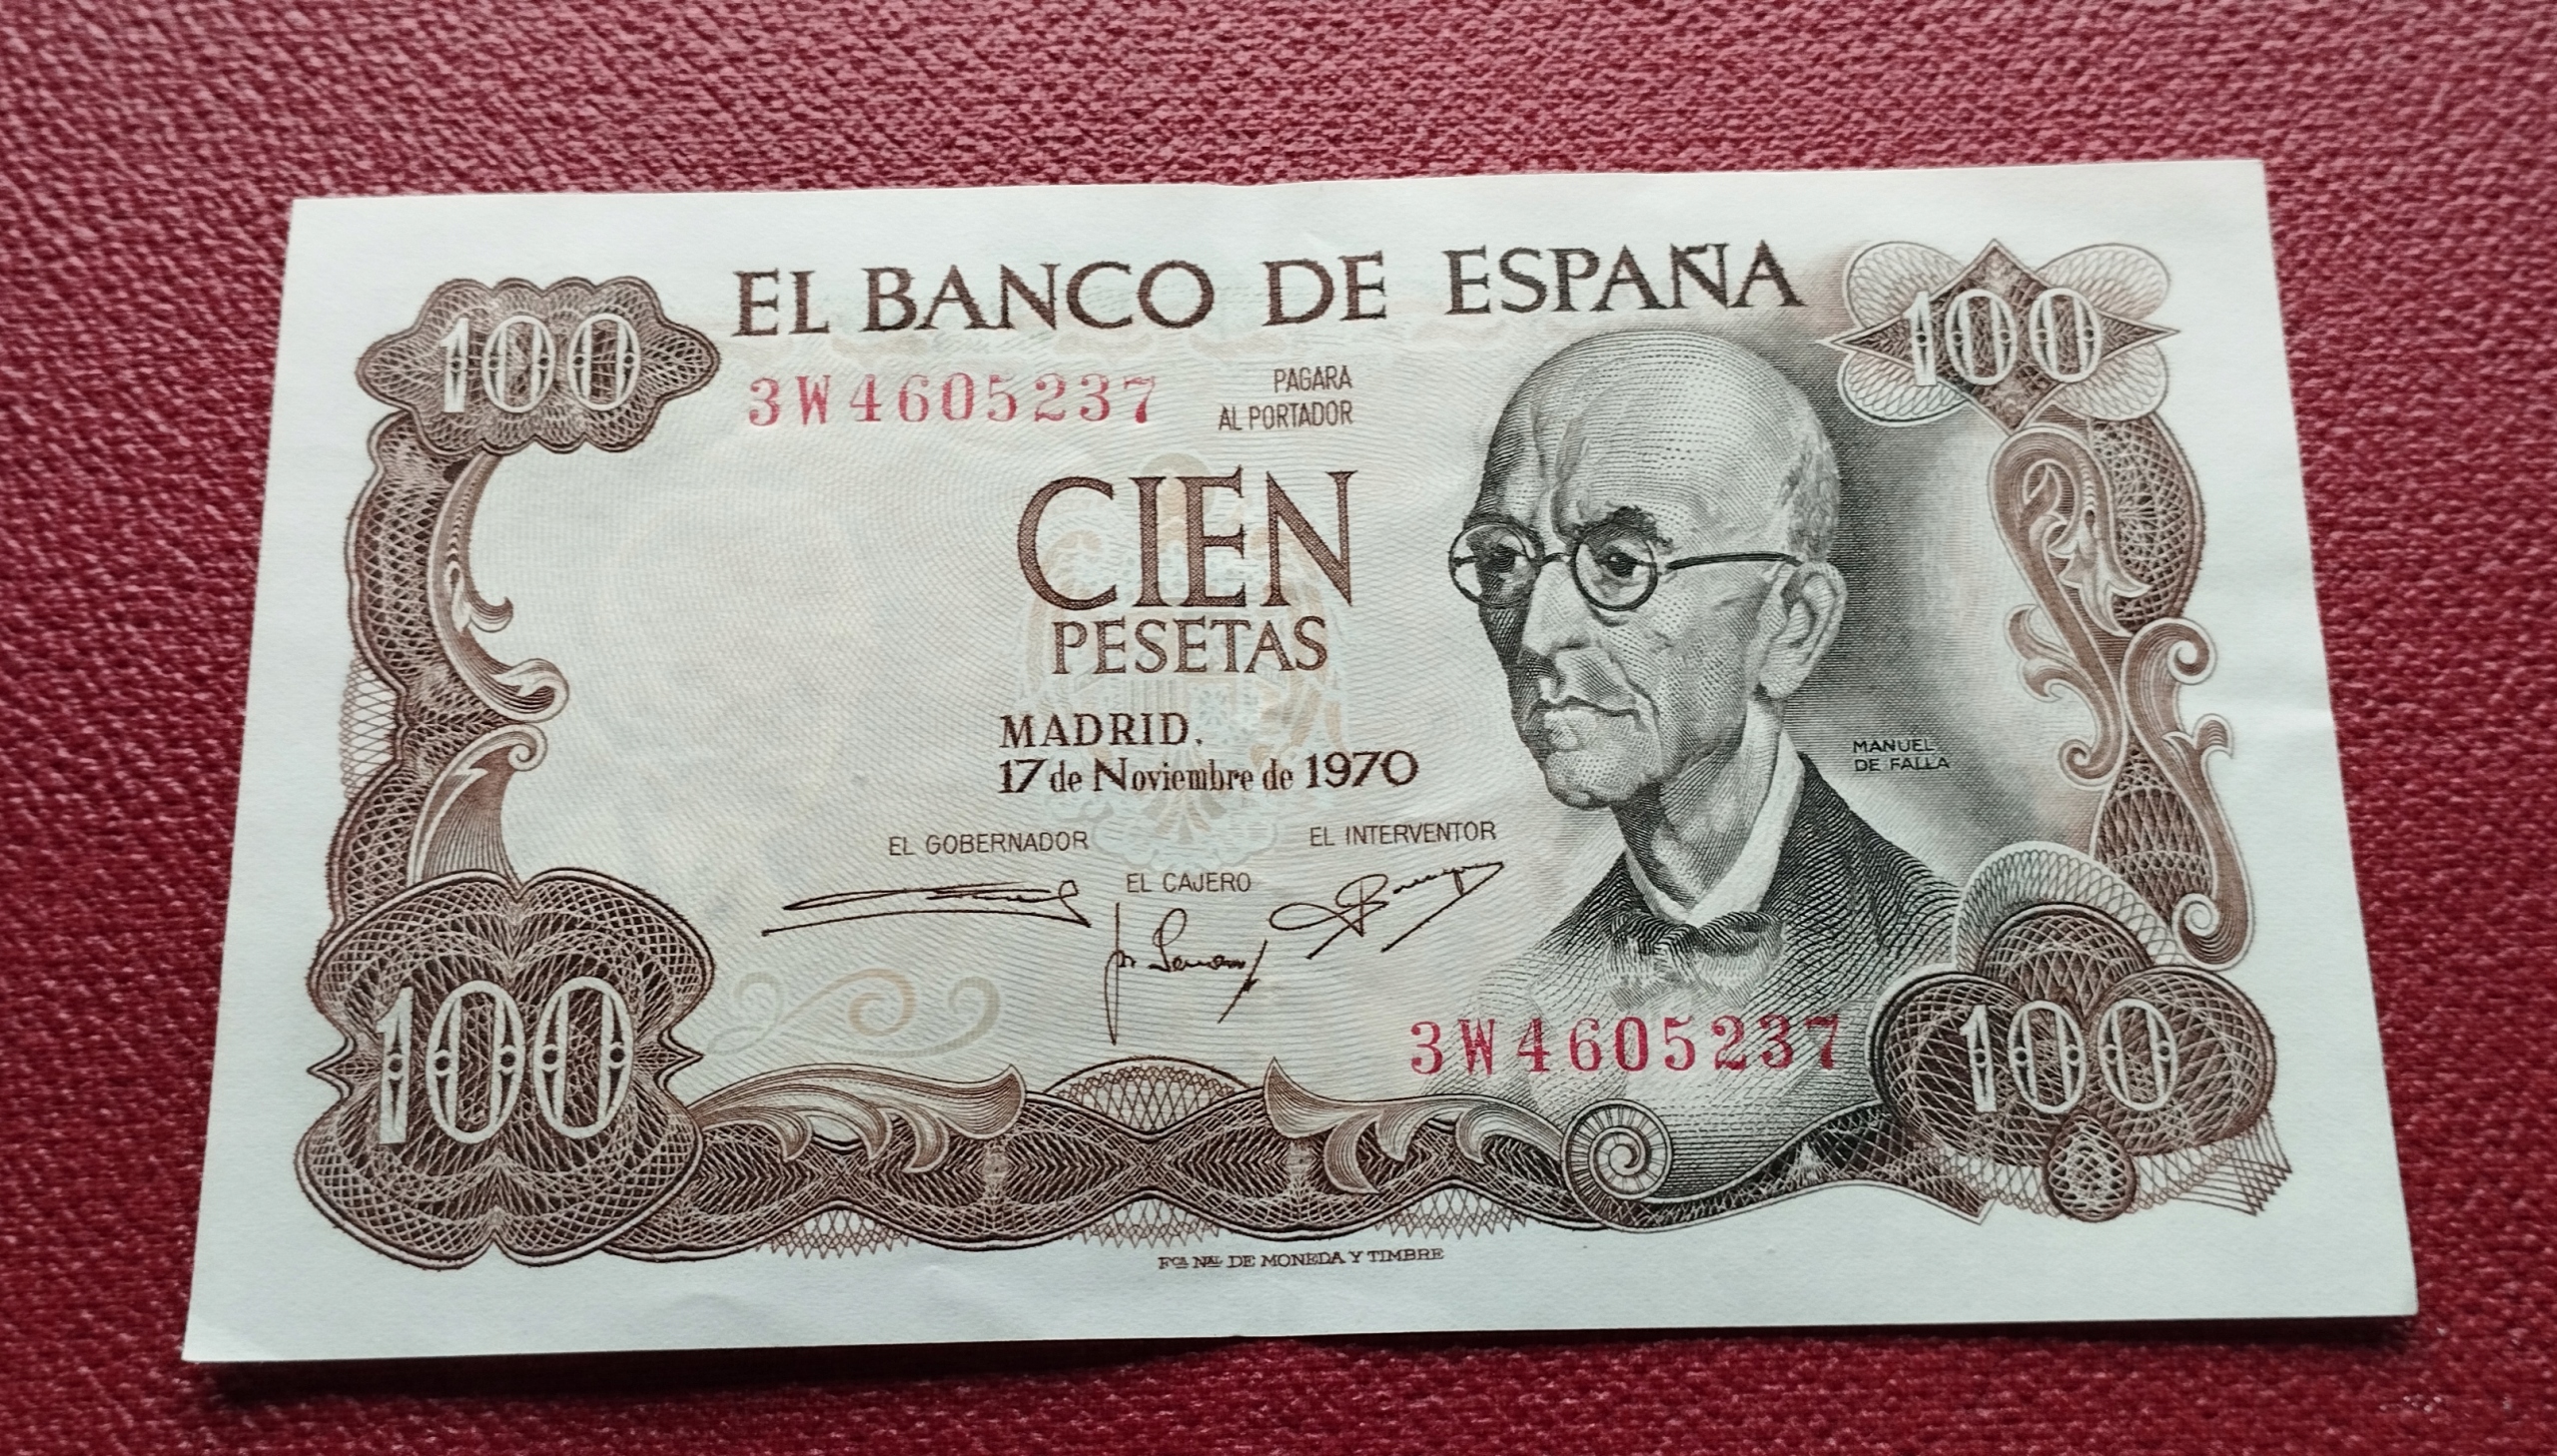 EL BANCO DE ESPAÑA
100
100
3W4605237
PAGARA
AL PORTADOR
CIEN
PESETAS
MADRID,
17 de Noviembre de 1970
MANUEL
DE FALLA
EL GOBERNADOR
EL INTERVENTOR
EL CAJERO
3W4605237
100
100
FCA NAL DE MONEDA Y TIMBRE